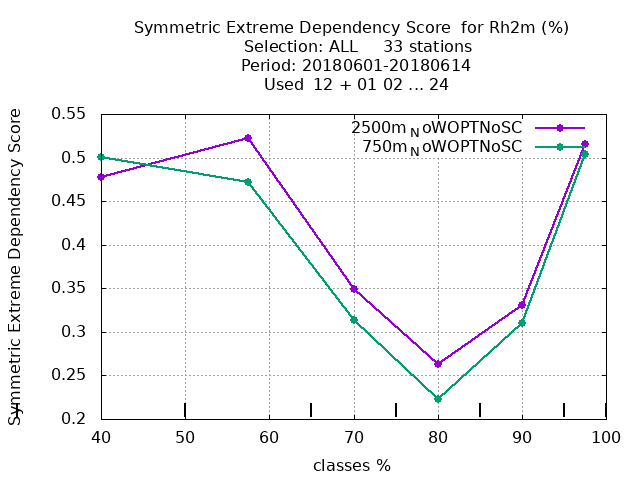 Symmetric Extreme Dependency Score for Rh2m (%)
Selection: ALL 33 stations
Period: 20180601-20180614
Used 12 + 01 02 ... 24
Symmetric Extreme Dependency Score
0.55
0.5
0.45
0.4
0.35
0.3
0.25
0.2
2500m_NoWOPTNoSC
750m_NoWOPTNoSC
40 50 60 70 80 90 100
classes %